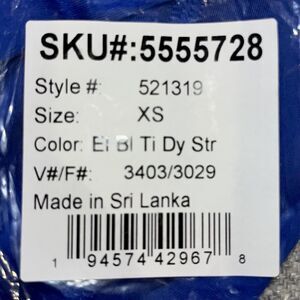 SKU#:5555728
Style #: 521319
Size: XS
Color: El Bl Ti Dy Str
V#/F#: 3403/3029
Made in Sri Lanka
1 94574 42967 8